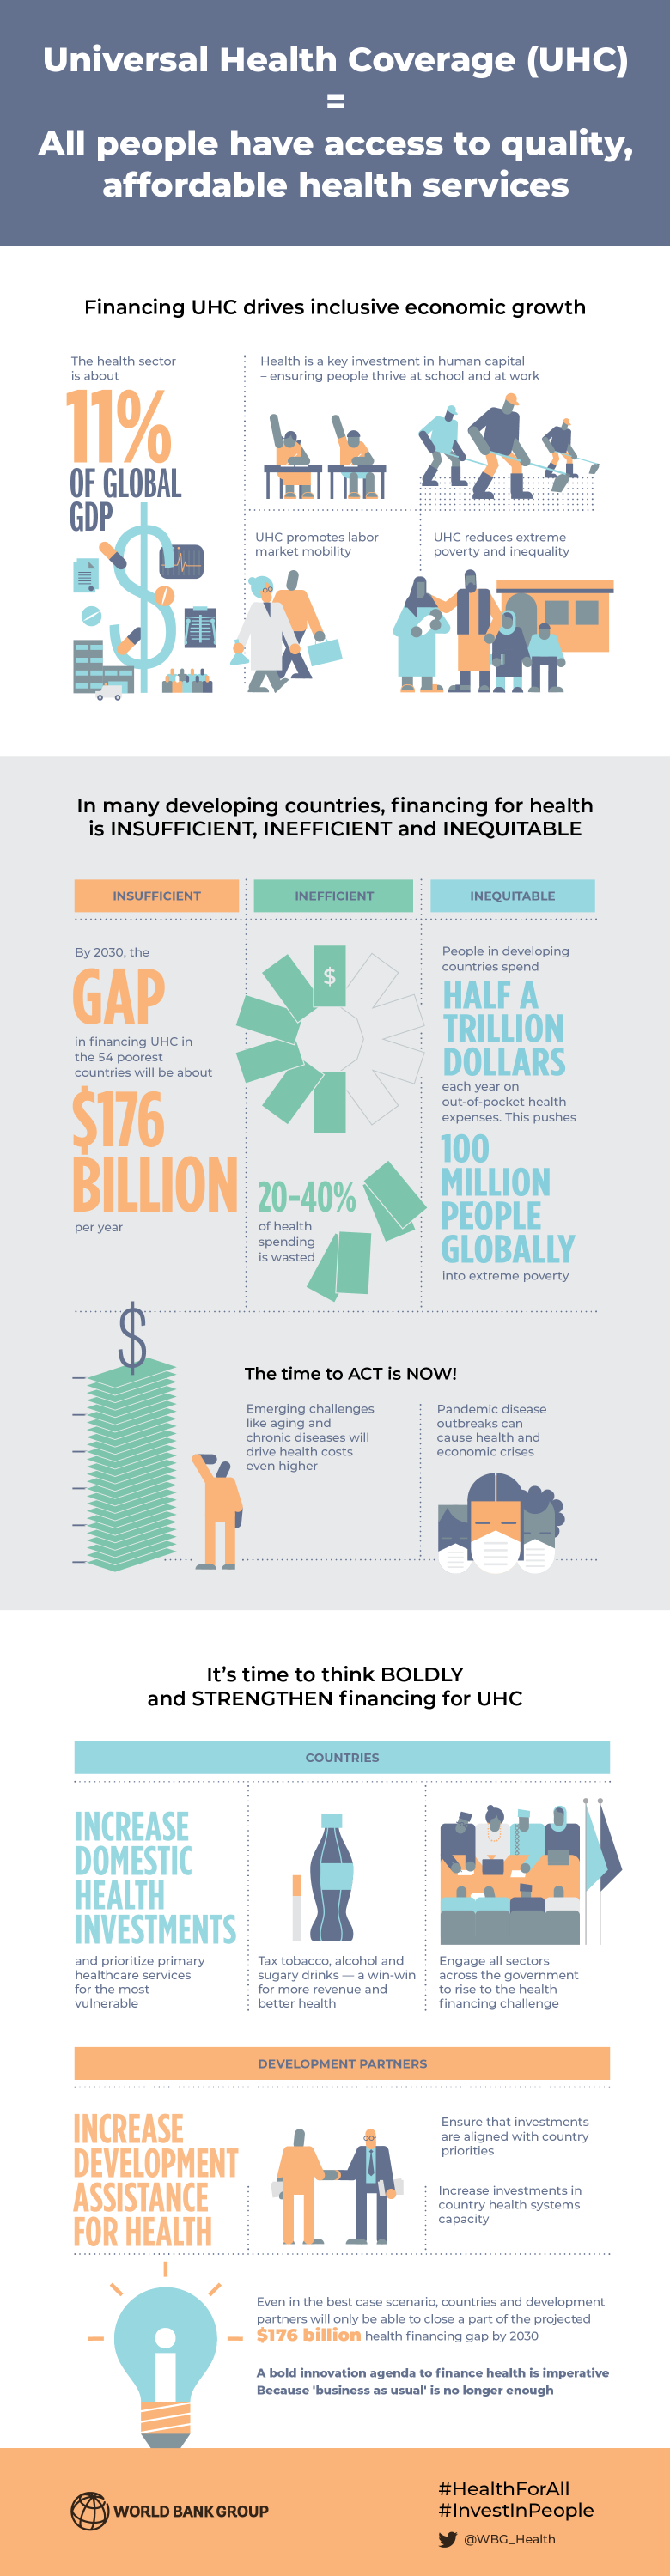 Universal Health Coverage (UHC)
=
All people have access to quality,
affordable health services
Financing UHC drives inclusive economic growth
The health sector
is about
11%
OF GLOBAL
GDP
$
Health is a key investment in human capital
– ensuring people thrive at school and at work
UHC promotes labor
market mobility
UHC reduces extreme
poverty and inequality
In many developing countries, financing for health
is INSUFFICIENT, INEFFICIENT and INEQUITABLE
INSUFFICIENT
By 2030, the
GAP
in financing UHC in
the 54 poorest
countries will be about
$176
BILLION
per year
INEFFICIENT
$
20-40%
of health
spending
is wasted
INEQUITABLE
People in developing
countries spend
HALF A
TRILLION
DOLLARS
each year on
out-of-pocket health
expenses. This pushes
100
MILLION
PEOPLE
GLOBALLY
into extreme poverty
$
The time to ACT is NOW!
Emerging challenges
like aging and
chronic diseases will
drive health costs
even higher
Pandemic disease
outbreaks can
cause health and
economic crises
It’s time to think BOLDLY
and STRENGTHEN financing for UHC
COUNTRIES
INCREASE
DOMESTIC
HEALTH
INVESTMENTS
and prioritize primary
healthcare services
for the most
vulnerable
Tax tobacco, alcohol and
sugary drinks — a win-win
for more revenue and
better health
Engage all sectors
across the government
to rise to the health
financing challenge
DEVELOPMENT PARTNERS
INCREASE
DEVELOPMENT
ASSISTANCE
FOR HEALTH
Ensure that investments
are aligned with country
priorities
Increase investments in
country health systems
capacity
i
Even in the best case scenario, countries and development
partners will only be able to close a part of the projected
$176 billion health financing gap by 2030
A bold innovation agenda to finance health is imperative
Because 'business as usual' is no longer enough
WORLD BANK GROUP
#HealthForAll
#InvestInPeople
@WBG_Health